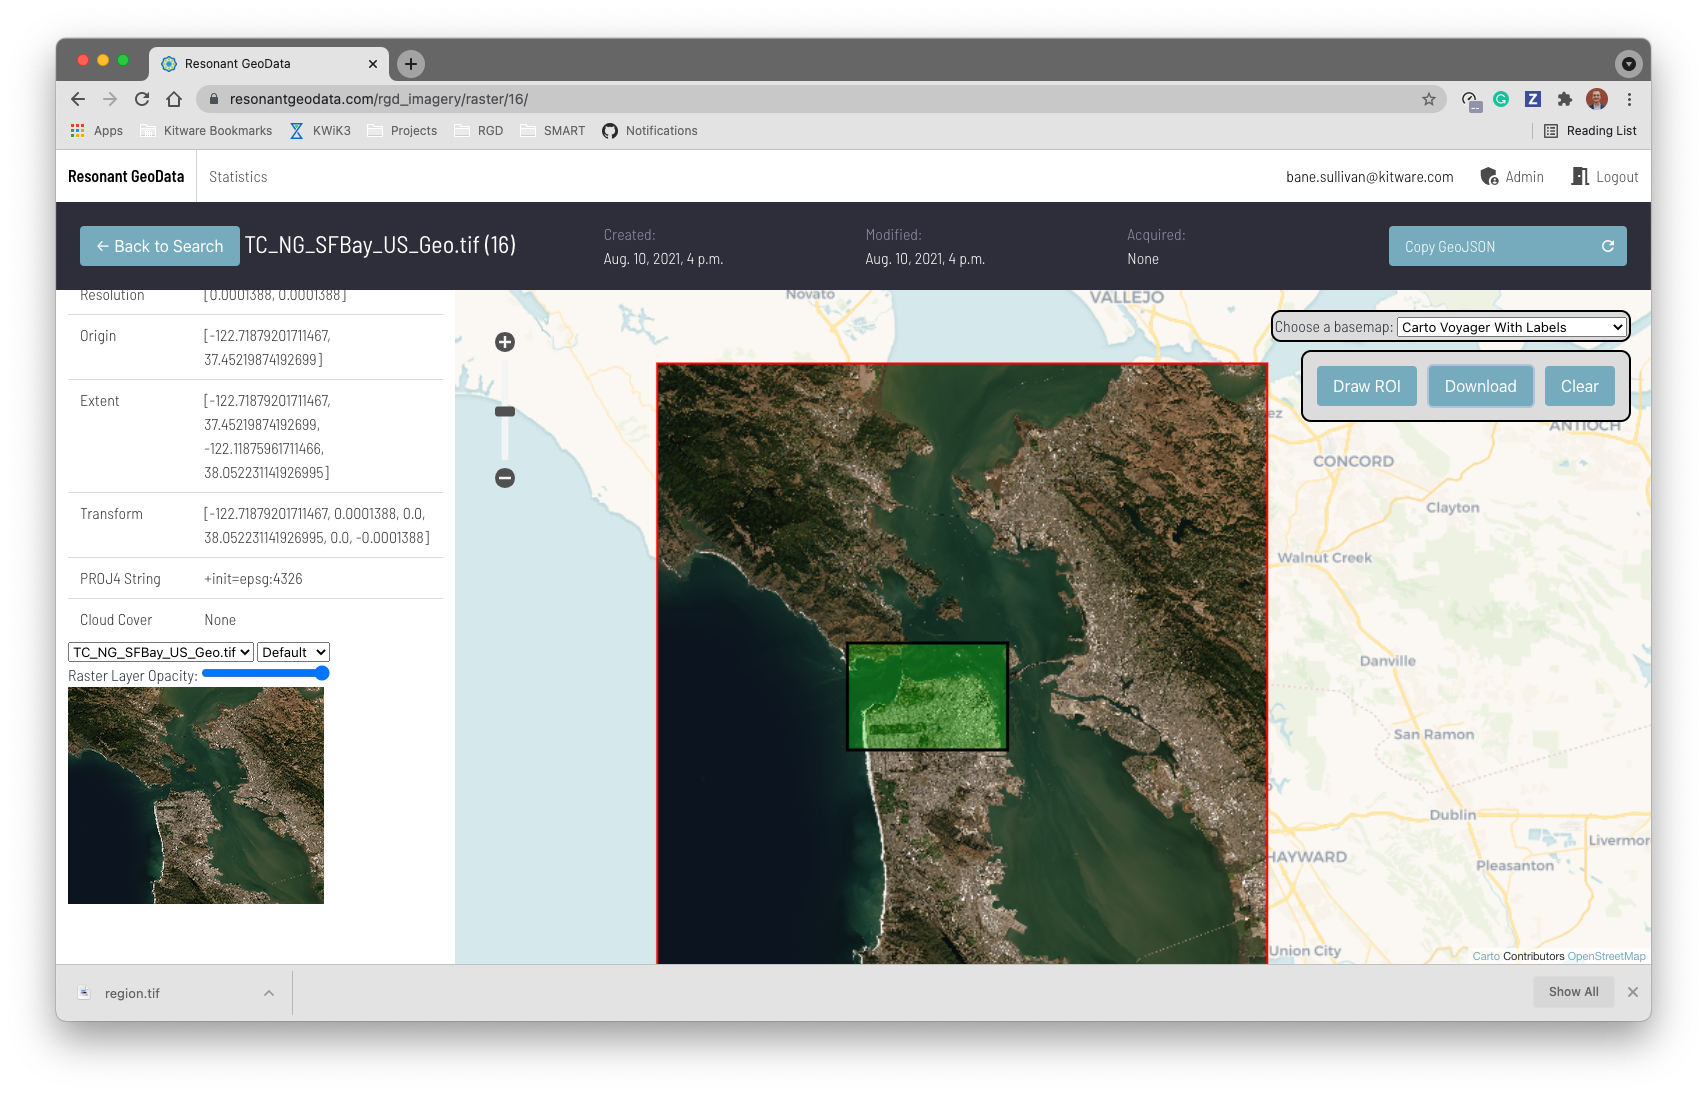 Resonant GeoData
resonantgeodata.com/rgd_imagery/raster/16/
Apps Kitware Bookmarks KWiK3 Projects RGD SMART Notifications Reading List
Resonant GeoData Statistics bane.sullivan@kitware.com Admin Logout
← Back to Search TC_NG_SFBay_US_Geo.tif (16)
Created:
Aug. 10, 2021, 4 p.m.
Modified:
Aug. 10, 2021, 4 p.m.
Acquired:
None
Copy GeoJSON
Resolution [0.0001388, 0.0001388]
Origin [-122.71879201711467,
37.45219874192699]
Extent [-122.71879201711467,
37.45219874192699,
-122.11875961711466,
38.052231141926995]
Transform [-122.71879201711467, 0.0001388, 0.0,
38.052231141926995, 0.0, -0.0001388]
PROJ4 String +init=epsg:4326
Cloud Cover None
TC_NG_SFBay_US_Geo.tif Default
Raster Layer Opacity:
Novato
VALLEJO
Choose a basemap: Carto Voyager With Labels
Draw ROI Download Clear
ez
ANTIOCH
CONCORD
Clayton
Walnut Creek
Danville
San Ramon
Dublin
Livermor
HAYWARD
Pleasanton
Union City
Carto Contributors OpenStreetMap
region.tif
Show All